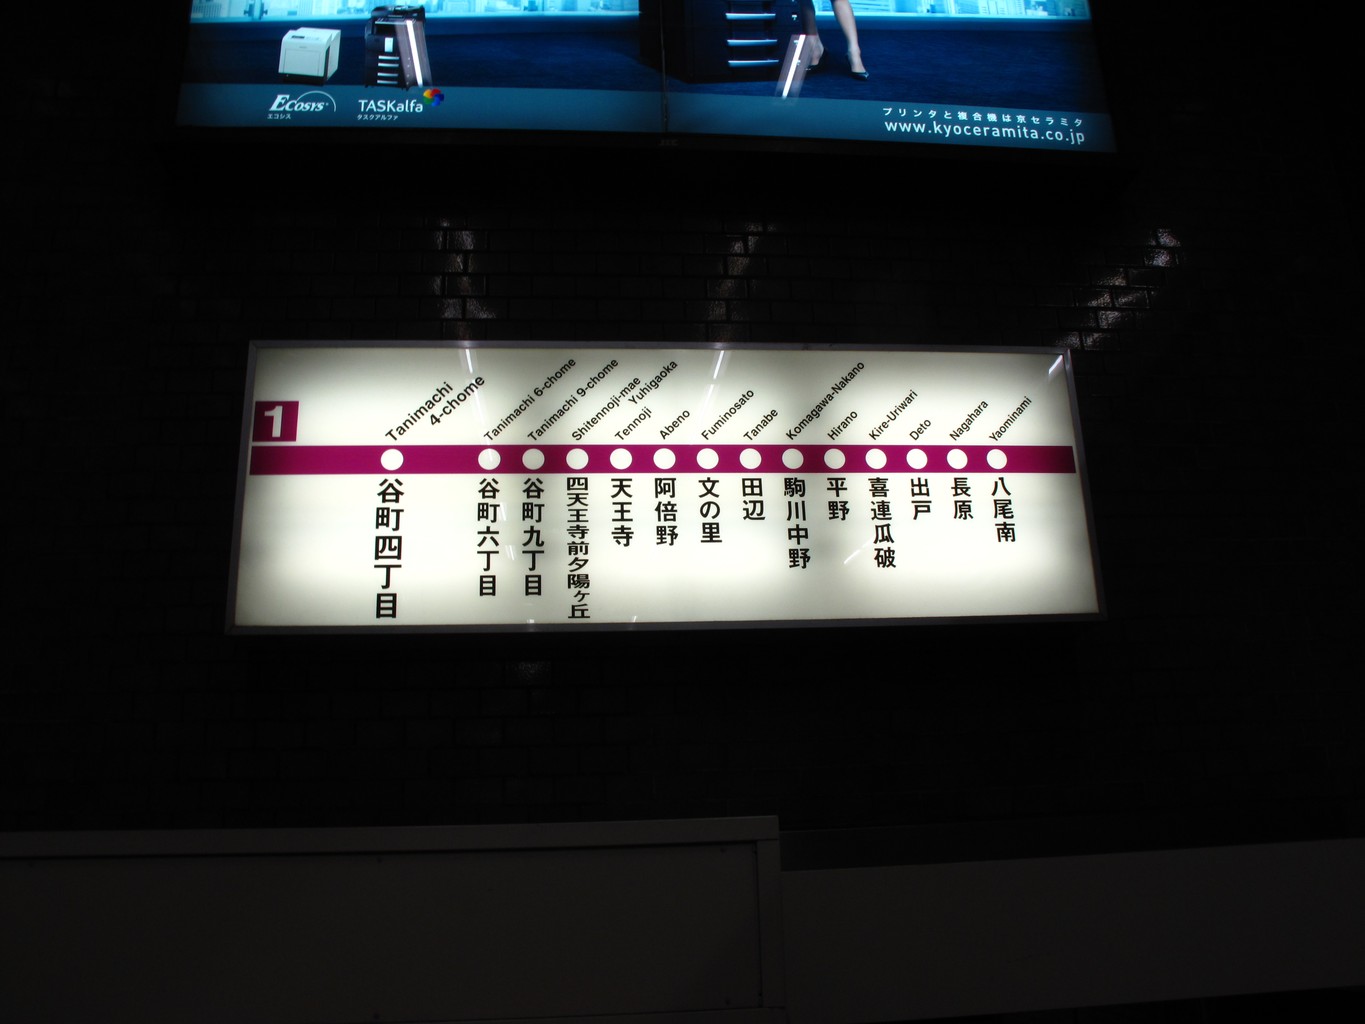 Ecosys
エコシス
TASKalfa
タスクアルファ
プリンタと複合機は京セラミタ
www.kyoceramita.co.jp
1
Tanimachi
4-chome
Tanimachi 6-chome
Tanimachi 9-chome
Shitennoji-mae
Yuhigaoka
Tennoji
Abeno
Fuminosato
Tanabe
Komagawa-Nakano
Hirano
Kire-Uriwari
Deto
Nagahara
Yaominami
谷町四丁目
谷町六丁目
谷町九丁目
四天王寺前夕陽ヶ丘
天王寺
阿倍野
文の里
田辺
駒川中野
平野
喜連瓜破
出戸
長原
八尾南